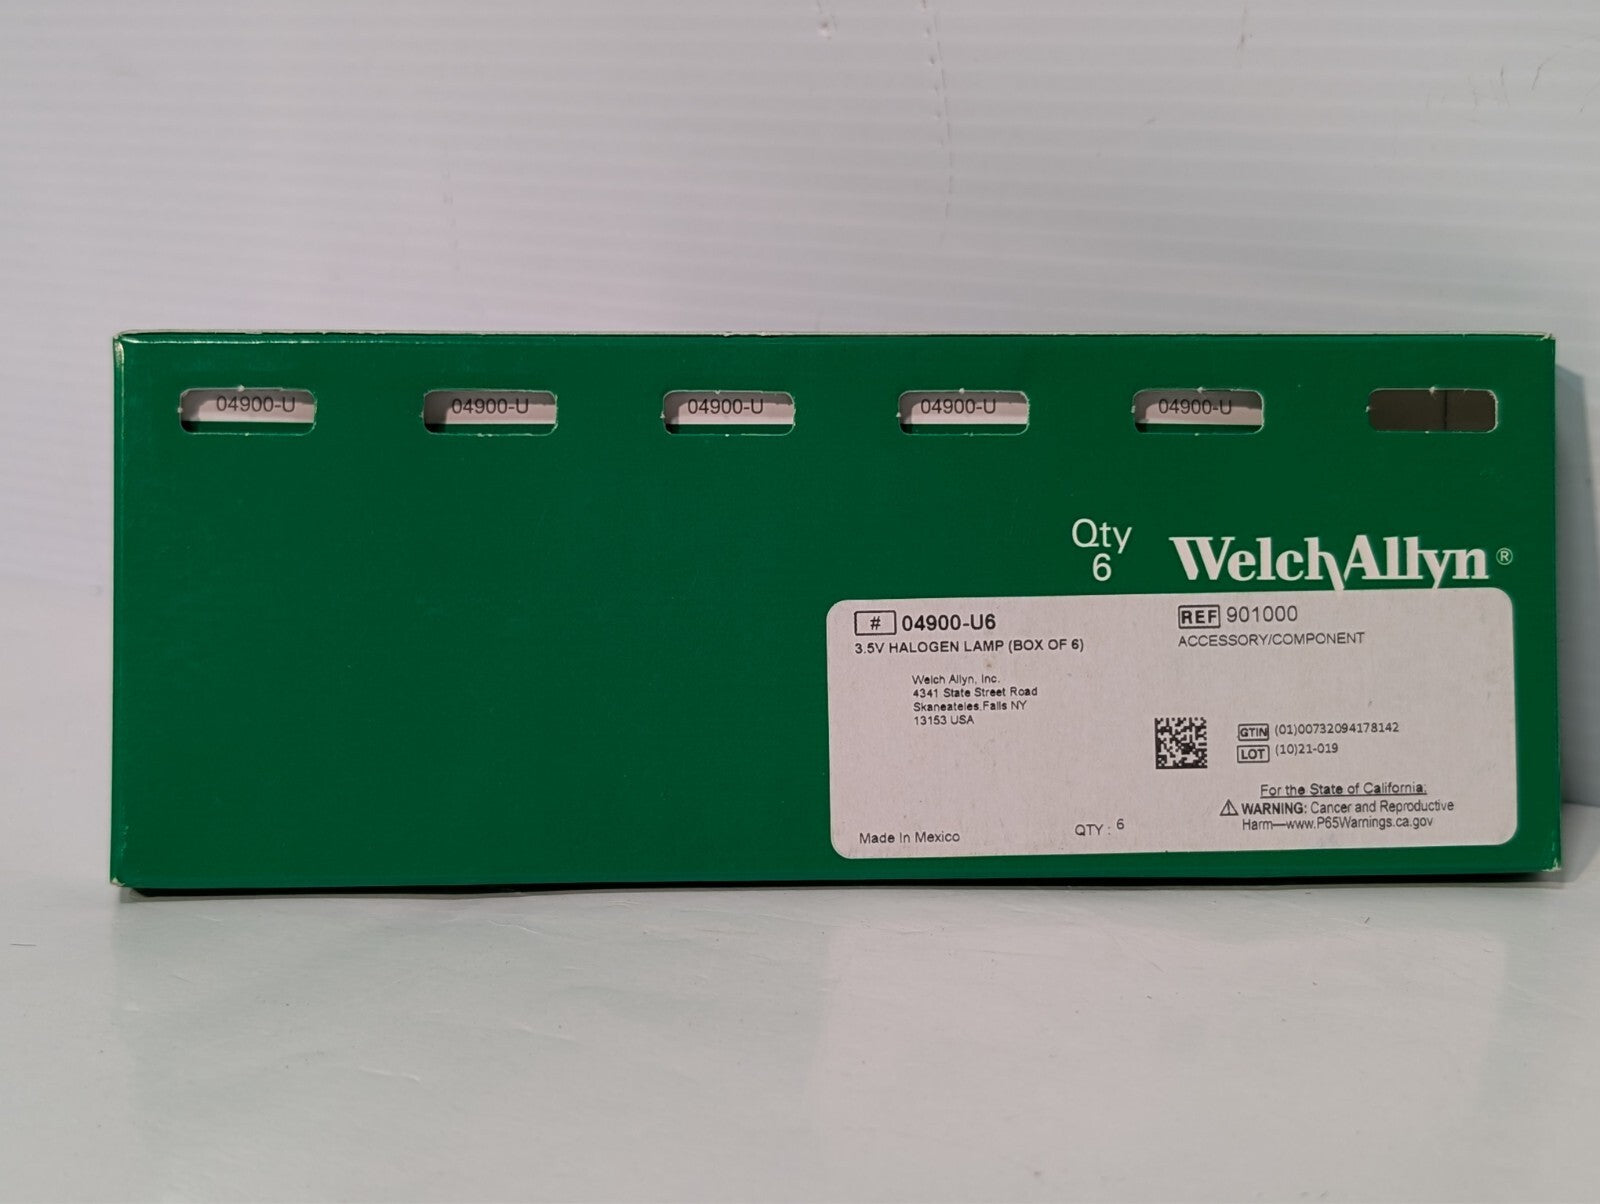 04900-U 04900-U 04900-U 04900-U 04900-U
Qty
6
WelchAllyn®
# 04900-U6
3.5V HALOGEN LAMP (BOX OF 6)
REF 901000
ACCESSORY/COMPONENT
Welch Allyn, Inc.
4341 State Street Road
Skaneateles Falls NY
13153 USA
GTIN (01)00732094178142
LOT (10)21-019
For the State of California:
⚠ WARNING: Cancer and Reproductive
Harm—www.P65Warnings.ca.gov
Made In Mexico
QTY : 6